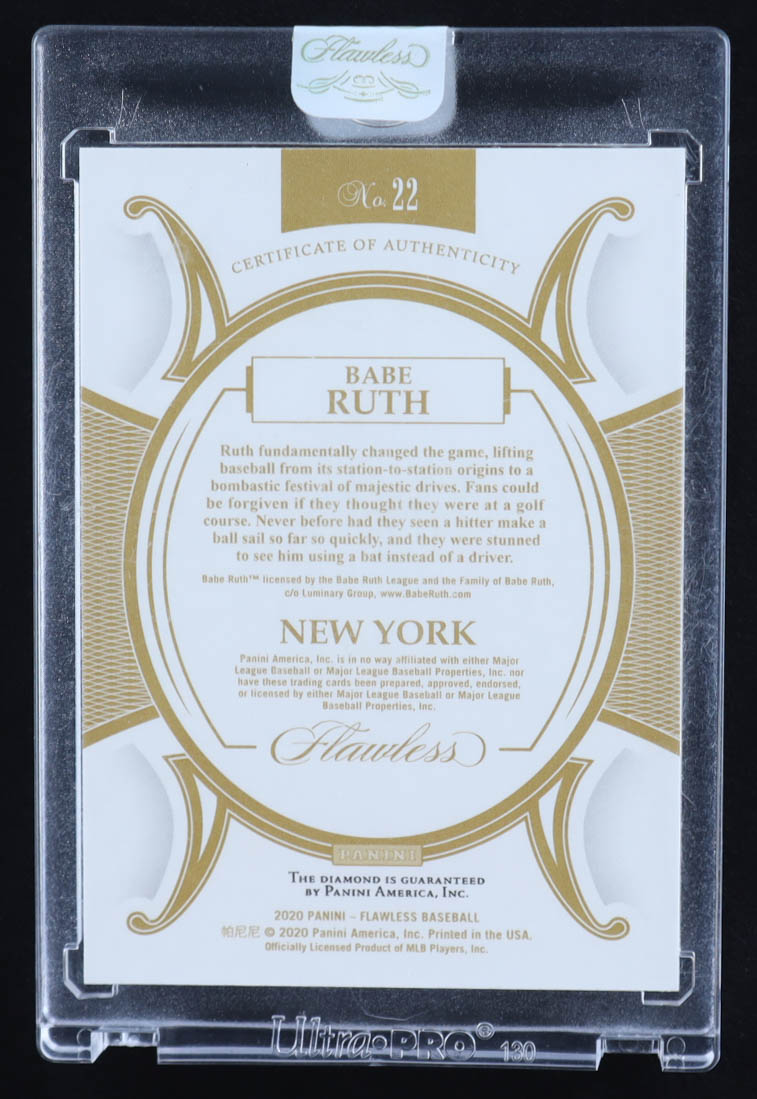 Flawless
No. 22
CERTIFICATE OF AUTHENTICITY
BABE
RUTH
Ruth fundamentally changed the game, lifting
baseball from its station-to-station origins to a
bombastic festival of majestic drives. Fans could
be forgiven if they thought they were at a golf
course. Never before had they seen a hitter make a
ball sail so far so quickly, and they were stunned
to see him using a bat instead of a driver.
Babe Ruth™ licensed by the Babe Ruth League and the Family of Babe Ruth,
c/o Luminary Group, www.BabeRuth.com
NEW YORK
Panini America, Inc. is in no way affiliated with either Major
League Baseball or Major League Baseball Properties, Inc. nor
have these trading cards been prepared, approved, endorsed,
or licensed by either Major League Baseball or Major League
Baseball Properties, Inc.
Flawless
PANINI
THE DIAMOND IS GUARANTEED
BY PANINI AMERICA, INC.
2020 PANINI – FLAWLESS BASEBALL
帕尼尼 © 2020 Panini America, Inc. Printed in the USA.
Officially Licensed Product of MLB Players, Inc.
Ultra•PRO® 130